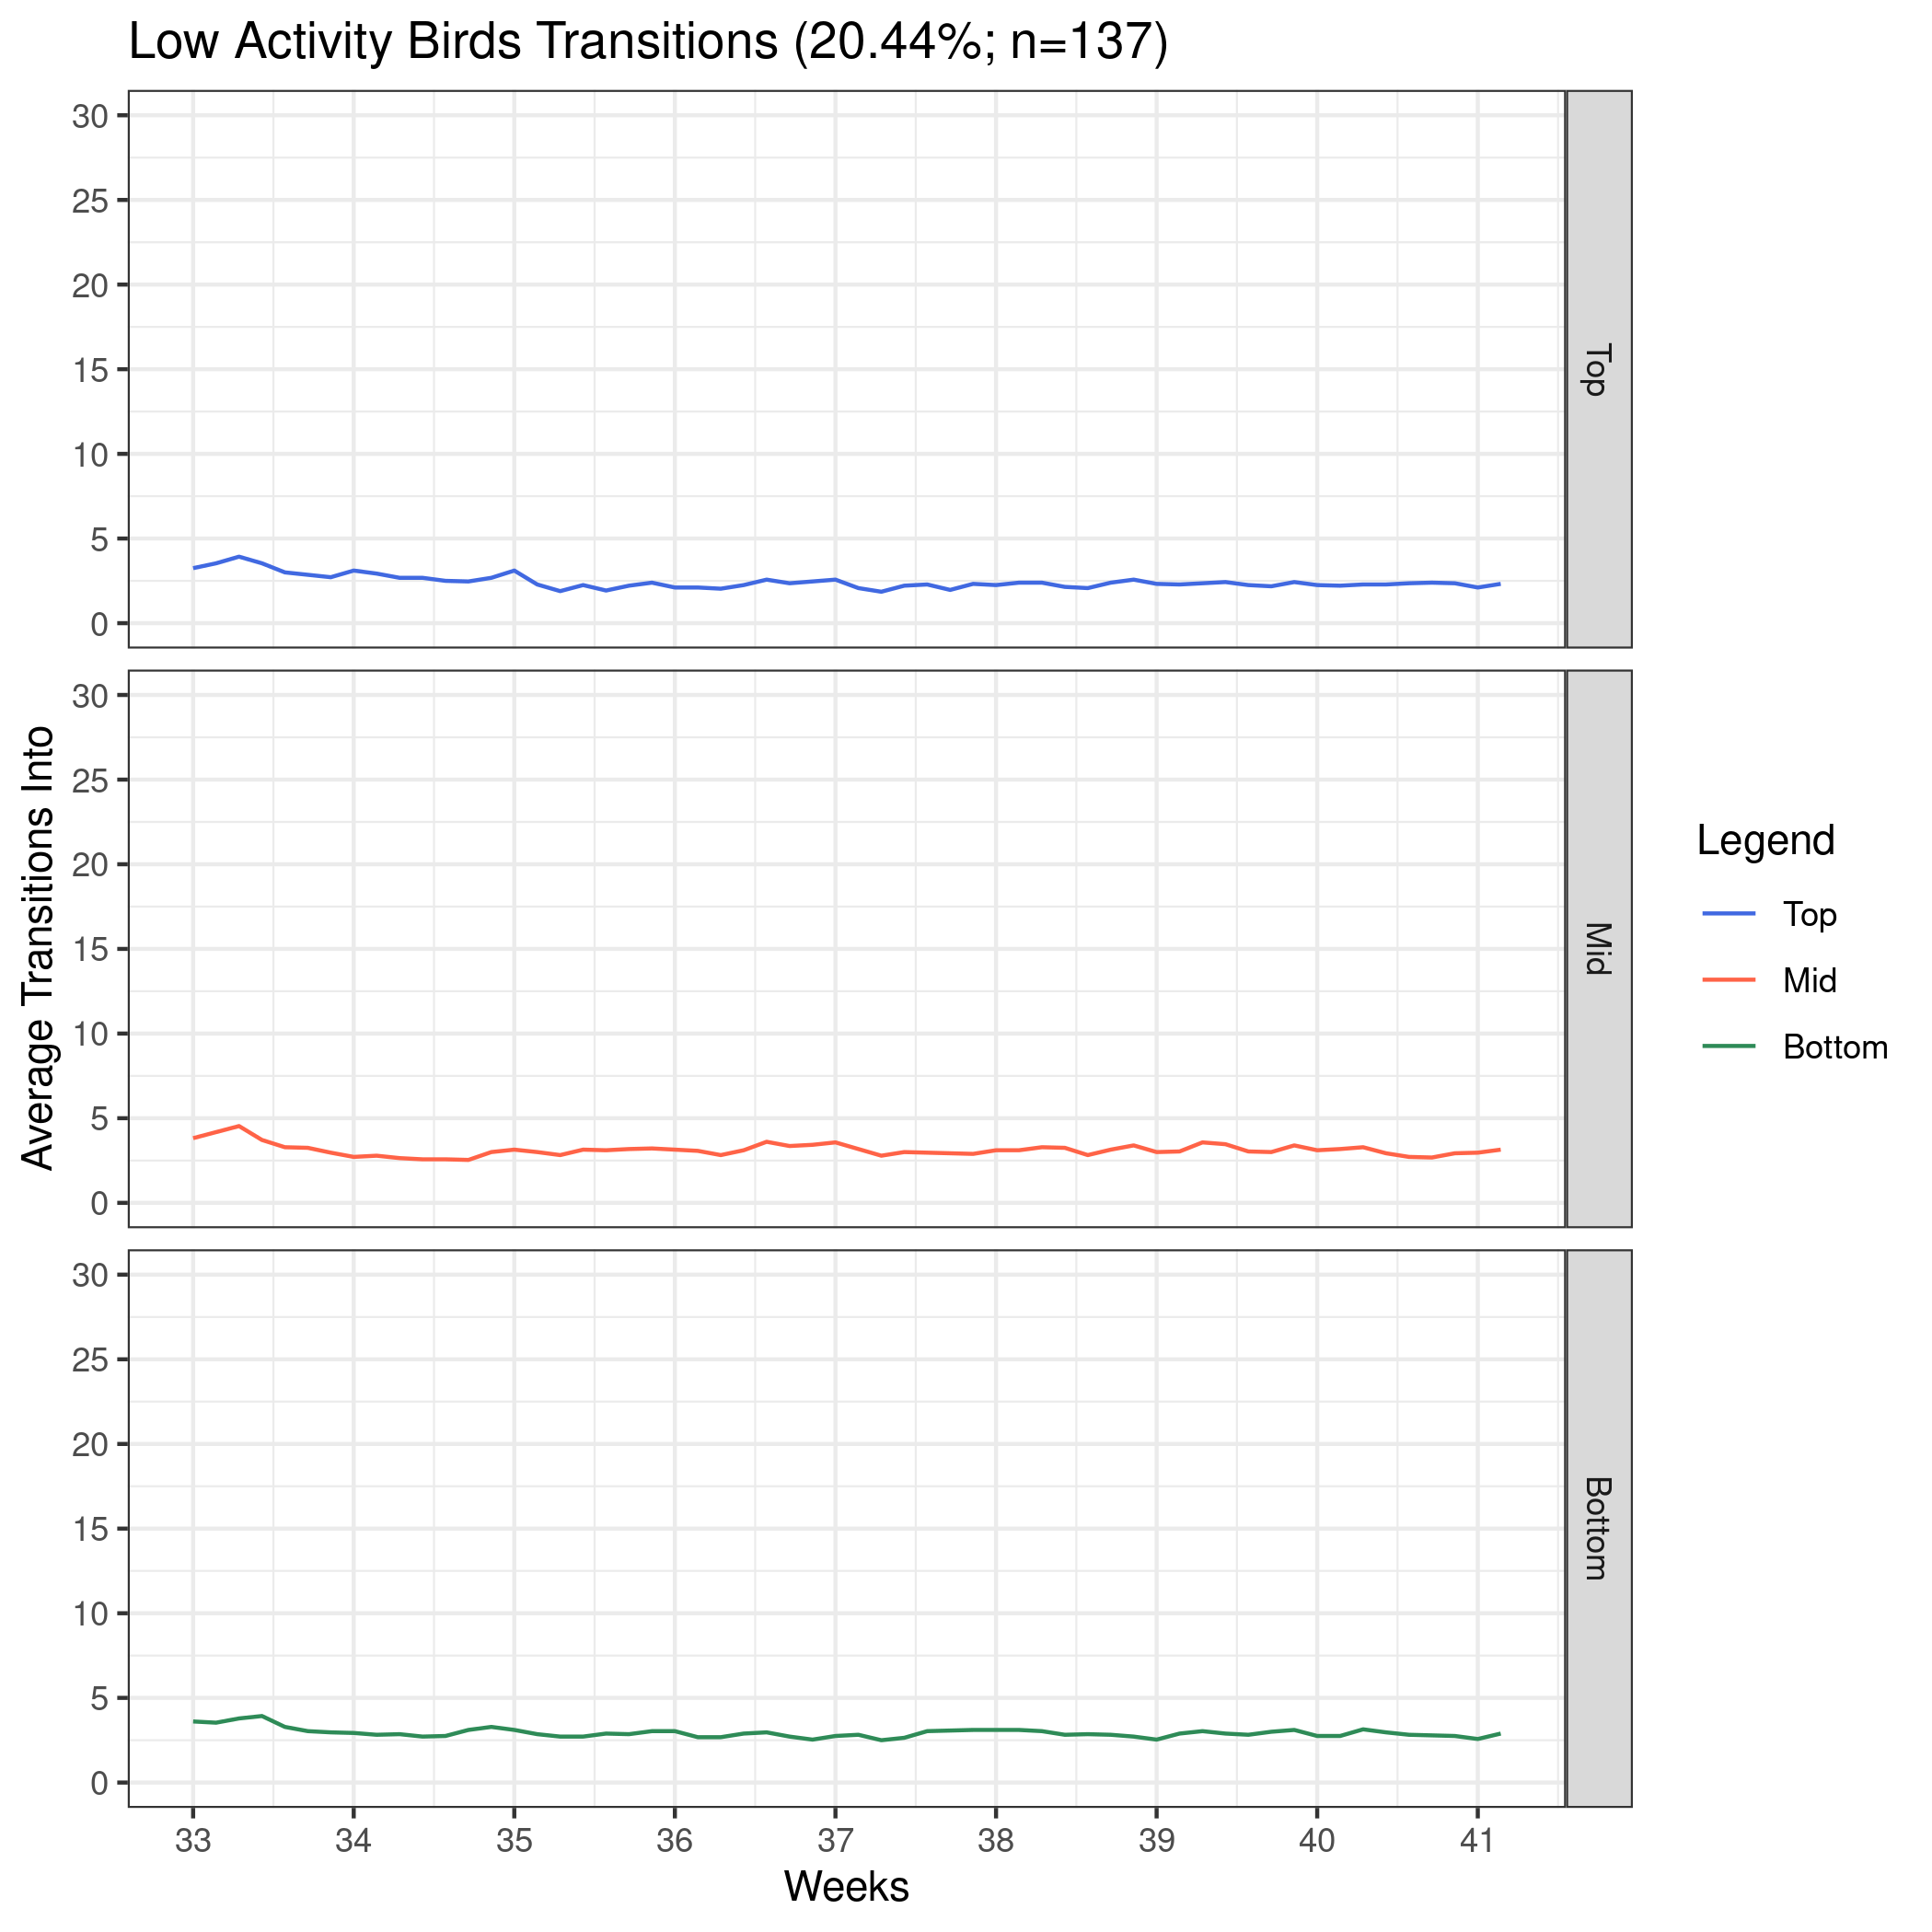 Low Activity Birds Transitions (20.44%; n=137)
30
25
20
15
10
5
0
Top
30
25
20
15
10
5
0
Mid
30
25
20
15
10
5
0
Bottom
33 34 35 36 37 38 39 40 41
Weeks
Average Transitions Into
Legend
Top
Mid
Bottom